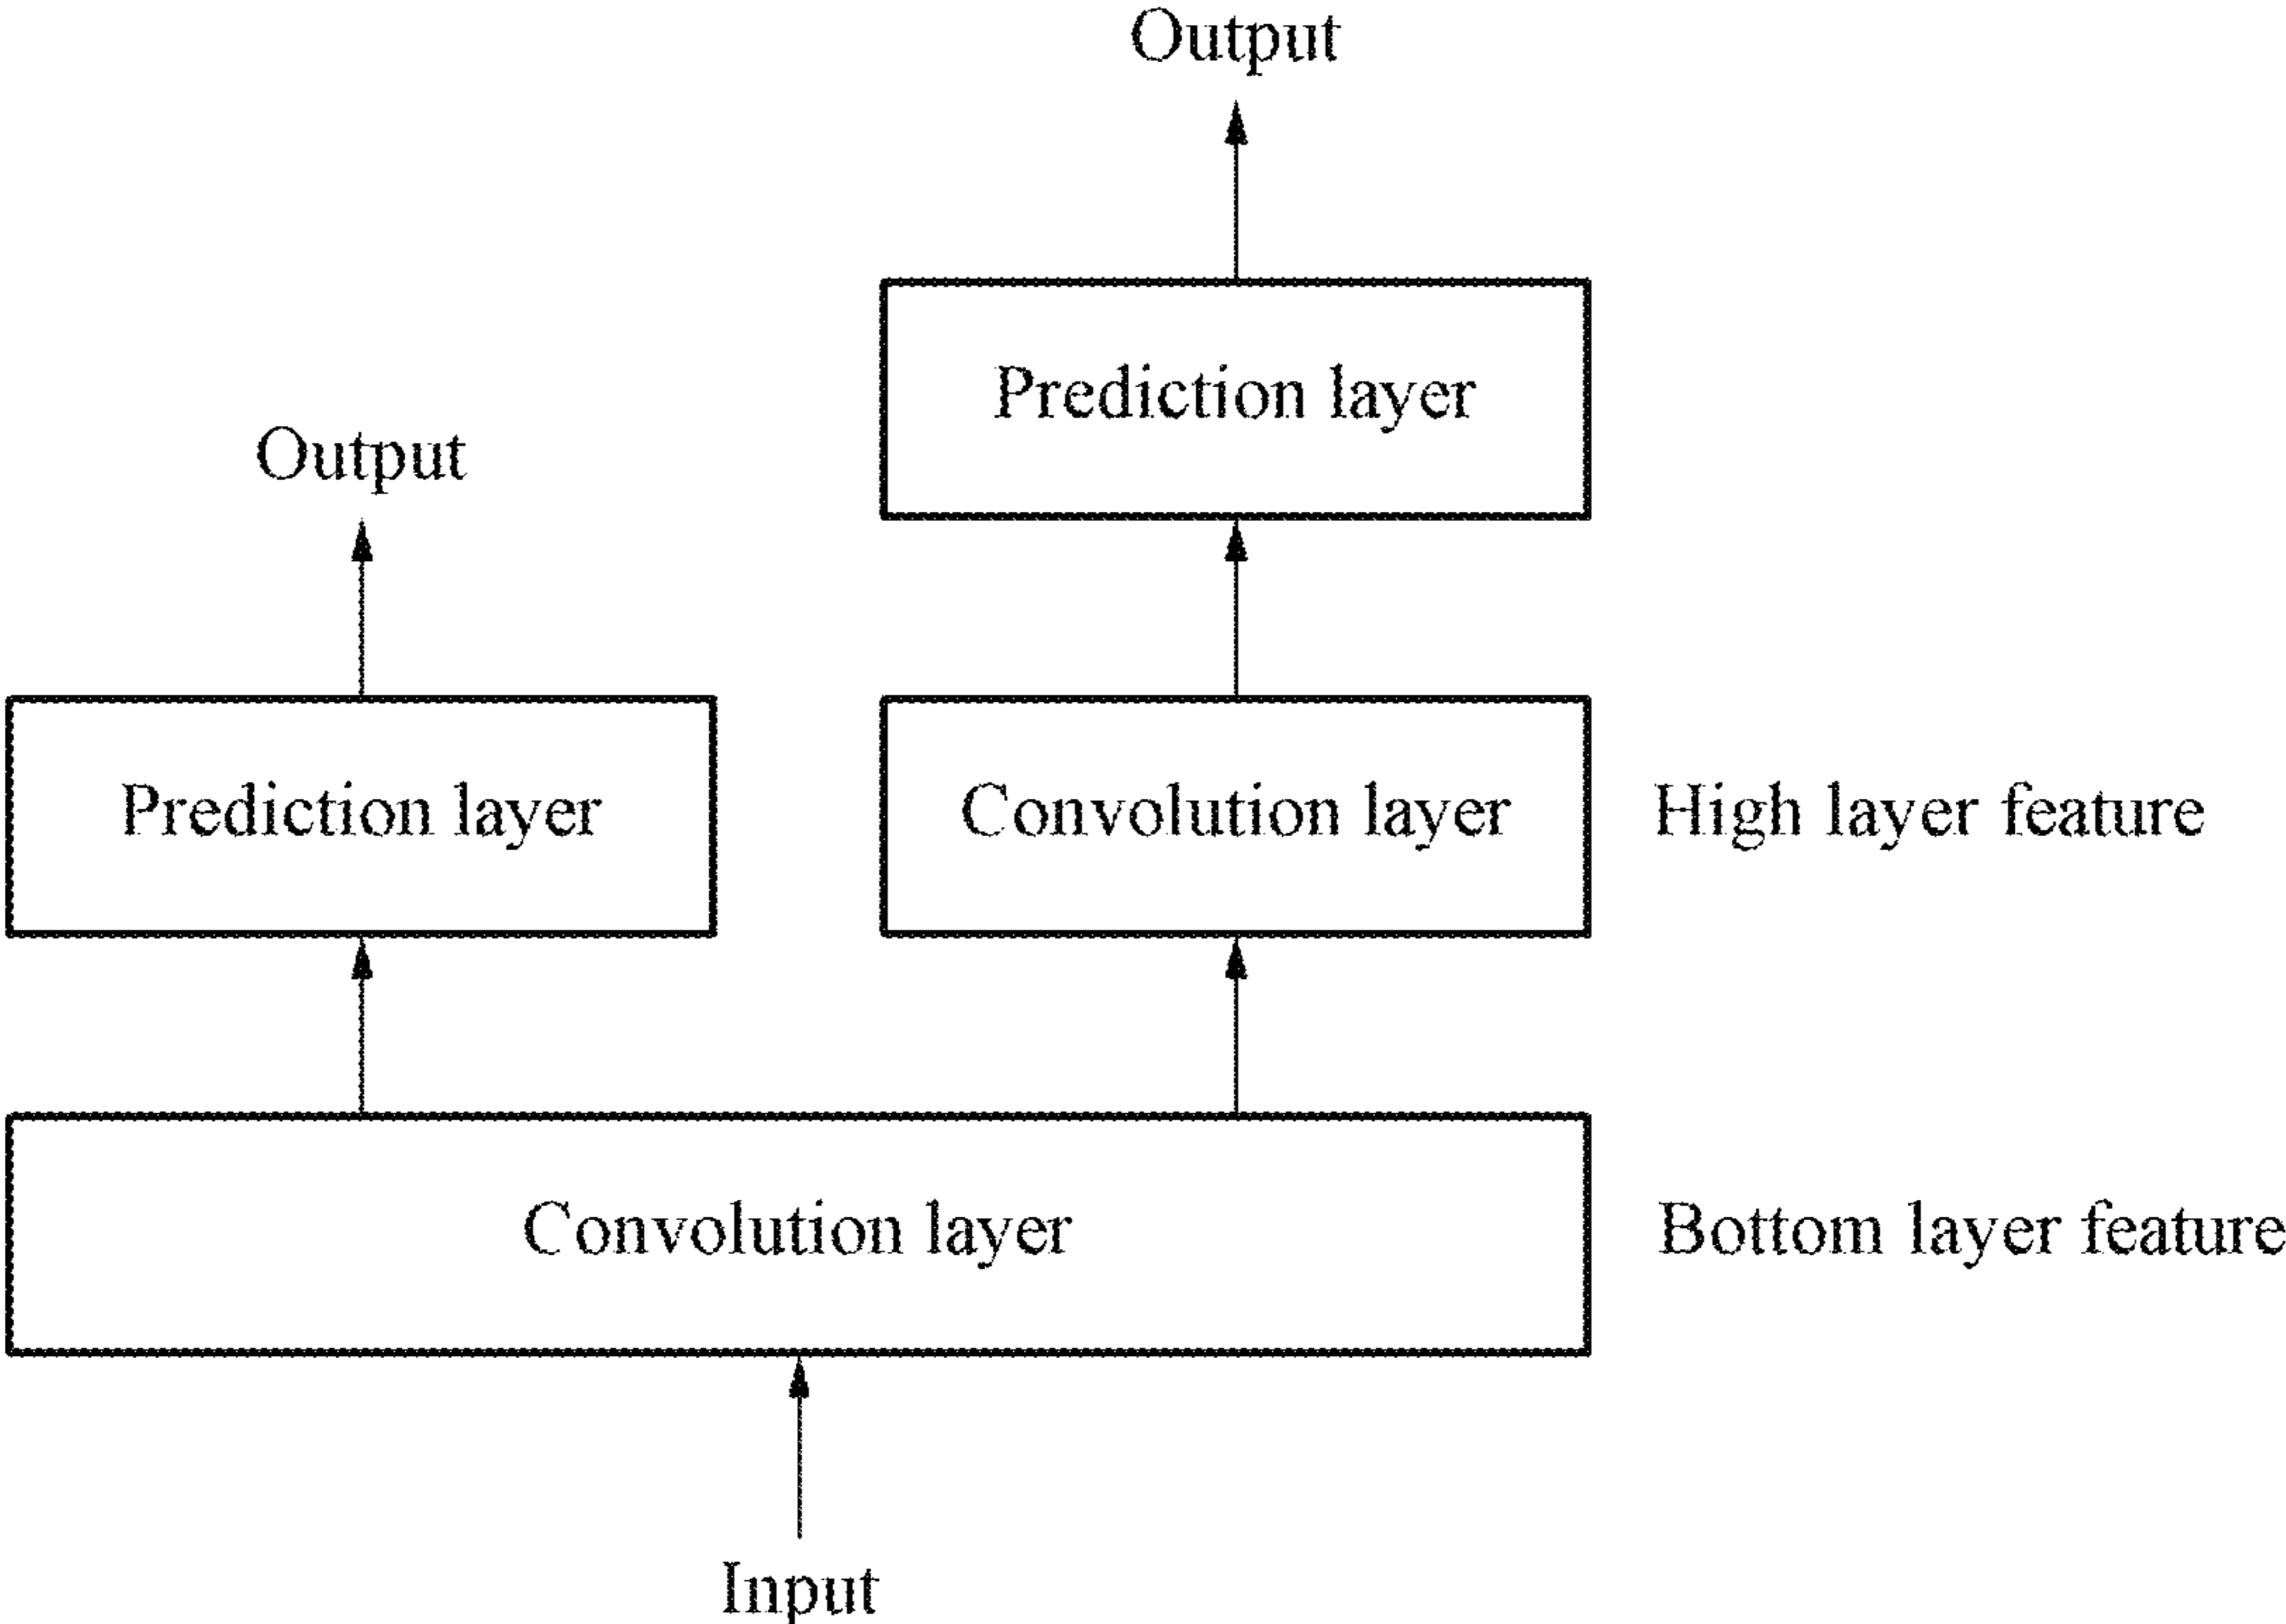 Output
Prediction layer
Output
Prediction layer
Convolution layer
High layer feature
Convolution layer
Bottom layer feature
Input